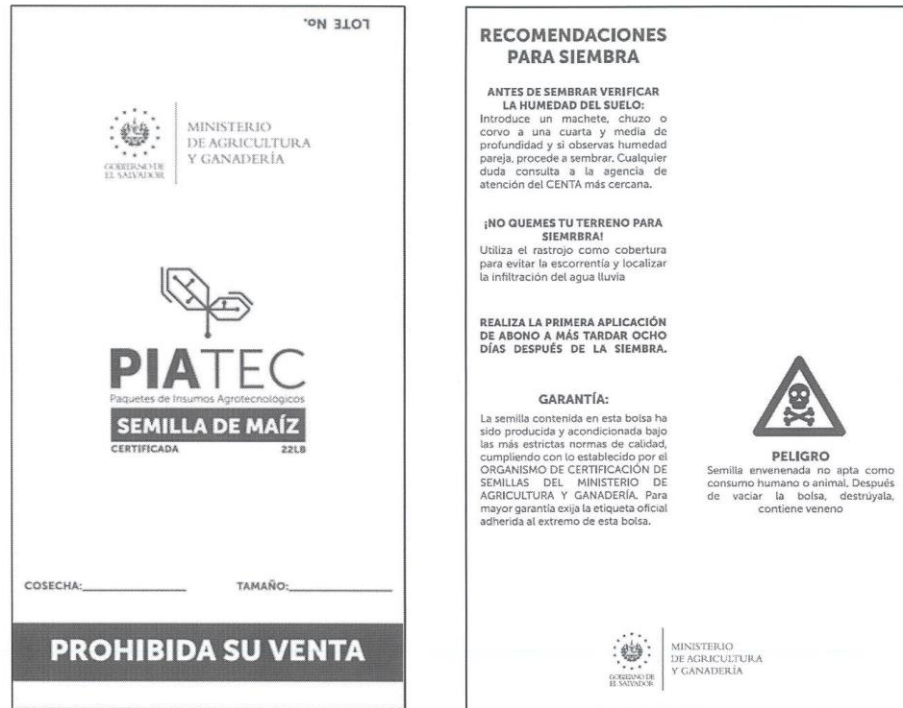 LOTE No.
GOBIERNO DE
EL SALVADOR
MINISTERIO
DE AGRICULTURA
Y GANADERÍA
PIATEC
Paquetes de Insumos Agrotecnológicos
SEMILLA DE MAÍZ
CERTIFICADA 22LB
COSECHA:____________ TAMAÑO:____________
PROHIBIDA SU VENTA
RECOMENDACIONES
PARA SIEMBRA
ANTES DE SEMBRAR VERIFICAR
LA HUMEDAD DEL SUELO:
Introduce un machete, chuzo o
corvo a una cuarta y media de
profundidad y si observas humedad
pareja, procede a sembrar. Cualquier
duda consulta a la agencia de
atención del CENTA más cercana.
¡NO QUEMES TU TERRENO PARA
SIEMRBRA!
Utiliza el rastrojo como cobertura
para evitar la escorrentía y localizar
la infiltración del agua lluvia
REALIZA LA PRIMERA APLICACIÓN
DE ABONO A MÁS TARDAR OCHO
DÍAS DESPUÉS DE LA SIEMBRA.
GARANTÍA:
La semilla contenida en esta bolsa ha
sido producida y acondicionada bajo
las más estrictas normas de calidad,
cumpliendo con lo establecido por el
ORGANISMO DE CERTIFICACIÓN DE
SEMILLAS DEL MINISTERIO DE
AGRICULTURA Y GANADERÍA. Para
mayor garantía exija la etiqueta oficial
adherida al extremo de esta bolsa.
PELIGRO
Semilla envenenada no apta como
consumo humano o animal, Después
de vaciar la bolsa, destrúyala,
contiene veneno
GOBIERNO DE
EL SALVADOR
MINISTERIO
DE AGRICULTURA
Y GANADERÍA